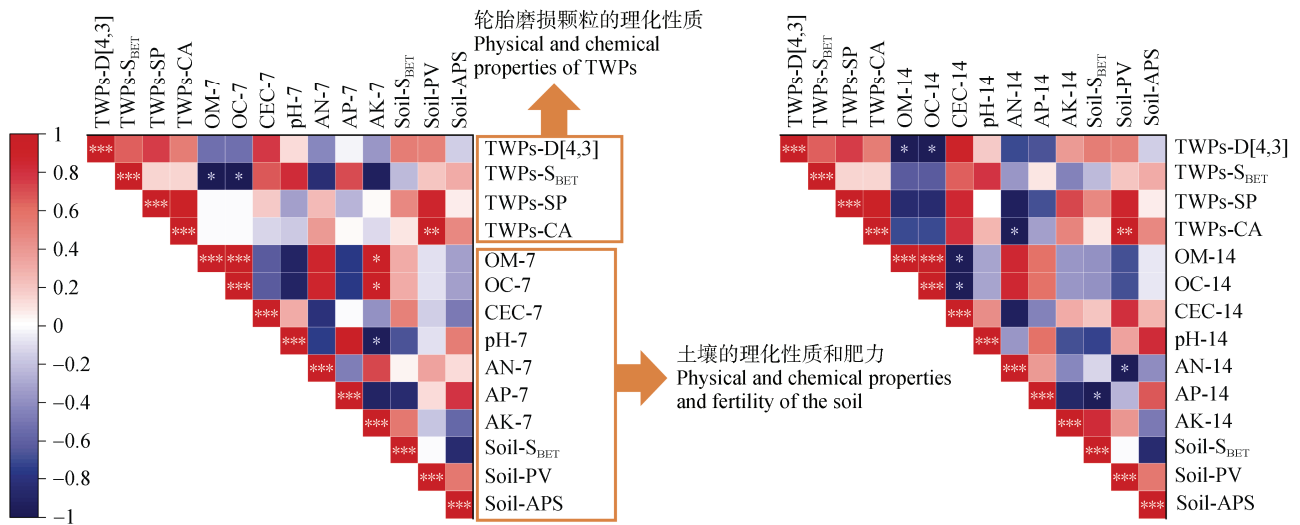 轮胎磨损颗粒的理化性质
Physical and chemical
properties of TWPs
TWPs-D[4,3]
TWPs-SBET
TWPs-SP
TWPs-CA
OM-7
OC-7
CEC-7
pH-7
AN-7
AP-7
AK-7
Soil-SBET
Soil-PV
Soil-APS
1
0.8
0.6
0.4
0.2
0
−0.2
−0.4
−0.6
−0.8
−1
***
TWPs-D[4,3]
*** * *
TWPs-SBET
***
TWPs-SP
*** **
TWPs-CA
*** *** *
OM-7
*** *
OC-7
***
CEC-7
*** *
pH-7
***
AN-7
***
AP-7
***
AK-7
***
Soil-SBET
***
Soil-PV
***
Soil-APS
土壤的理化性质和肥力
Physical and chemical properties
and fertility of the soil
TWPs-D[4,3]
TWPs-SBET
TWPs-SP
TWPs-CA
OM-14
OC-14
CEC-14
pH-14
AN-14
AP-14
AK-14
Soil-SBET
Soil-PV
Soil-APS
*** * *
TWPs-D[4,3]
***
TWPs-SBET
***
TWPs-SP
*** * **
TWPs-CA
*** *** *
OM-14
*** *
OC-14
***
CEC-14
***
pH-14
*** *
AN-14
*** *
AP-14
***
AK-14
***
Soil-SBET
***
Soil-PV
***
Soil-APS